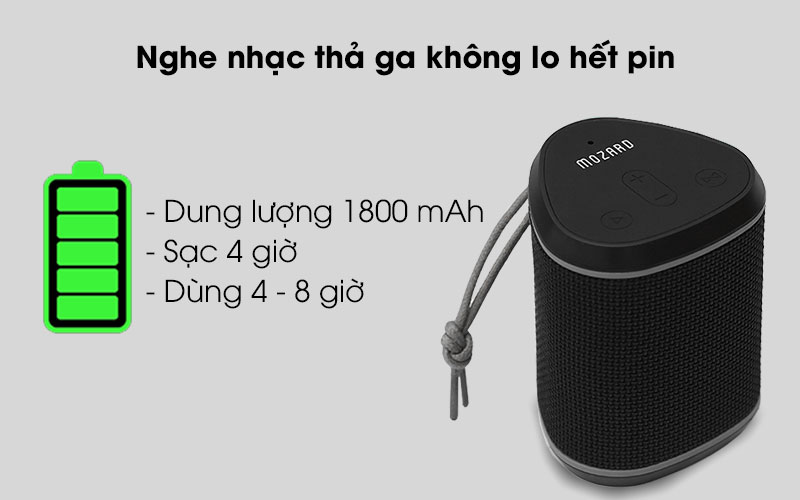 Nghe nhạc thả ga không lo hết pin
MOZARD
- Dung lượng 1800 mAh
- Sạc 4 giờ
- Dùng 4 - 8 giờ